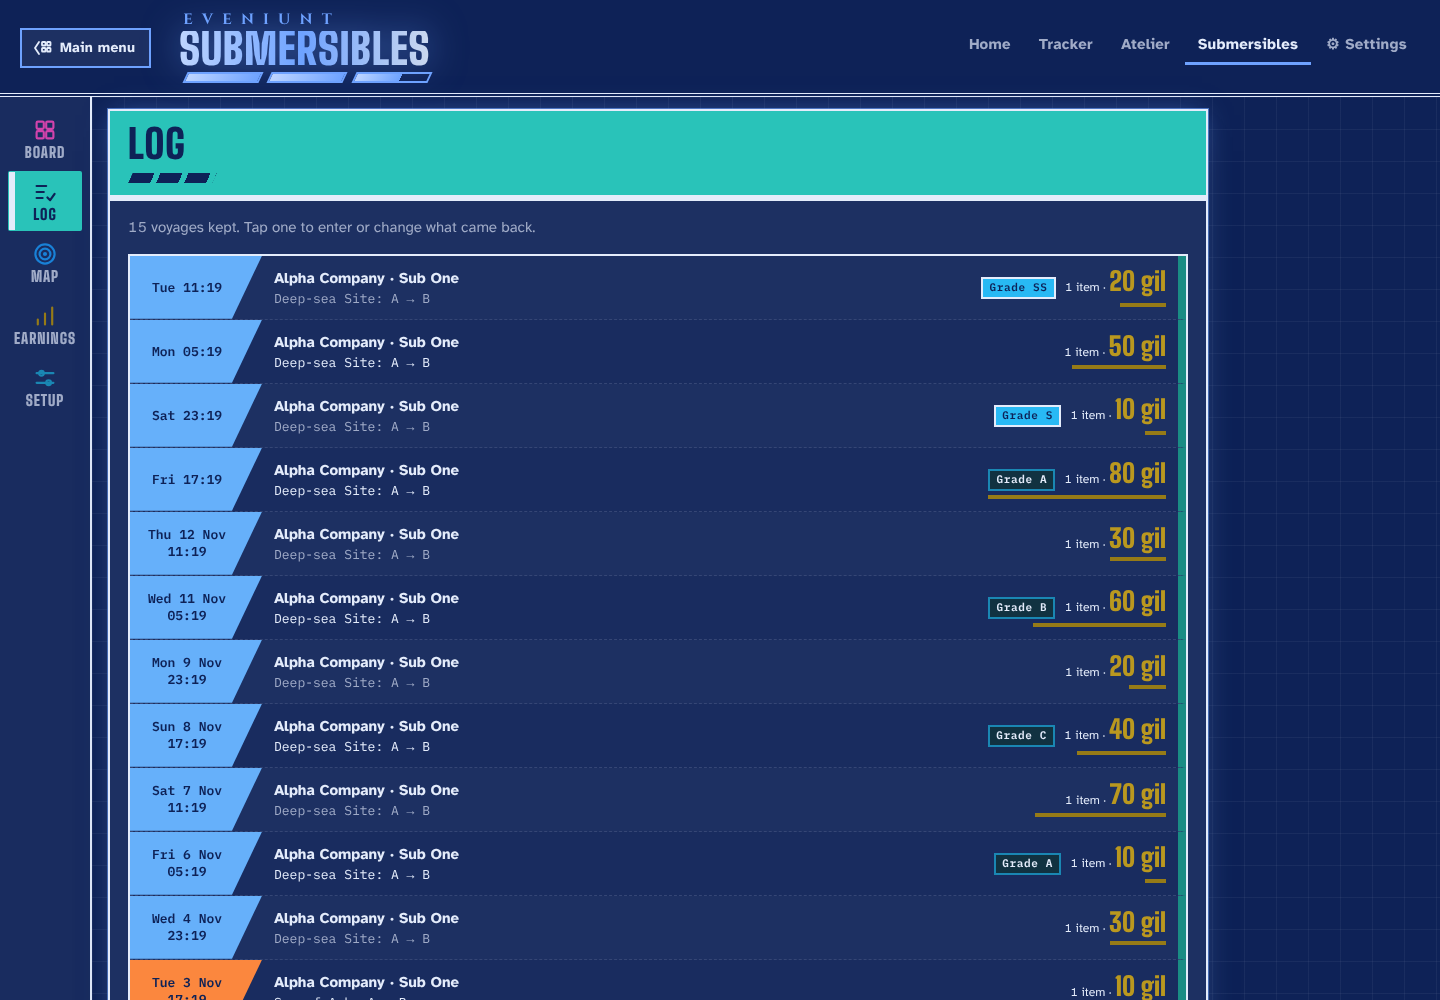 Main menu
EVENIUNT
SUBMERSIBLES
Home
Tracker
Atelier
Submersibles
Settings
BOARD
LOG
MAP
EARNINGS
SETUP
LOG
15 voyages kept. Tap one to enter or change what came back.
Tue 11:19
Alpha Company · Sub One
Deep-sea Site: A → B
Grade SS
1 item · 20 gil
Mon 05:19
Alpha Company · Sub One
Deep-sea Site: A → B
1 item · 50 gil
Sat 23:19
Alpha Company · Sub One
Deep-sea Site: A → B
Grade S
1 item · 10 gil
Fri 17:19
Alpha Company · Sub One
Deep-sea Site: A → B
Grade A
1 item · 80 gil
Thu 12 Nov
11:19
Alpha Company · Sub One
Deep-sea Site: A → B
1 item · 30 gil
Wed 11 Nov
05:19
Alpha Company · Sub One
Deep-sea Site: A → B
Grade B
1 item · 60 gil
Mon 9 Nov
23:19
Alpha Company · Sub One
Deep-sea Site: A → B
1 item · 20 gil
Sun 8 Nov
17:19
Alpha Company · Sub One
Deep-sea Site: A → B
Grade C
1 item · 40 gil
Sat 7 Nov
11:19
Alpha Company · Sub One
Deep-sea Site: A → B
1 item · 70 gil
Fri 6 Nov
05:19
Alpha Company · Sub One
Deep-sea Site: A → B
Grade A
1 item · 10 gil
Wed 4 Nov
23:19
Alpha Company · Sub One
Deep-sea Site: A → B
1 item · 30 gil
Tue 3 Nov
17:19
Alpha Company · Sub One
1 item · 10 gil